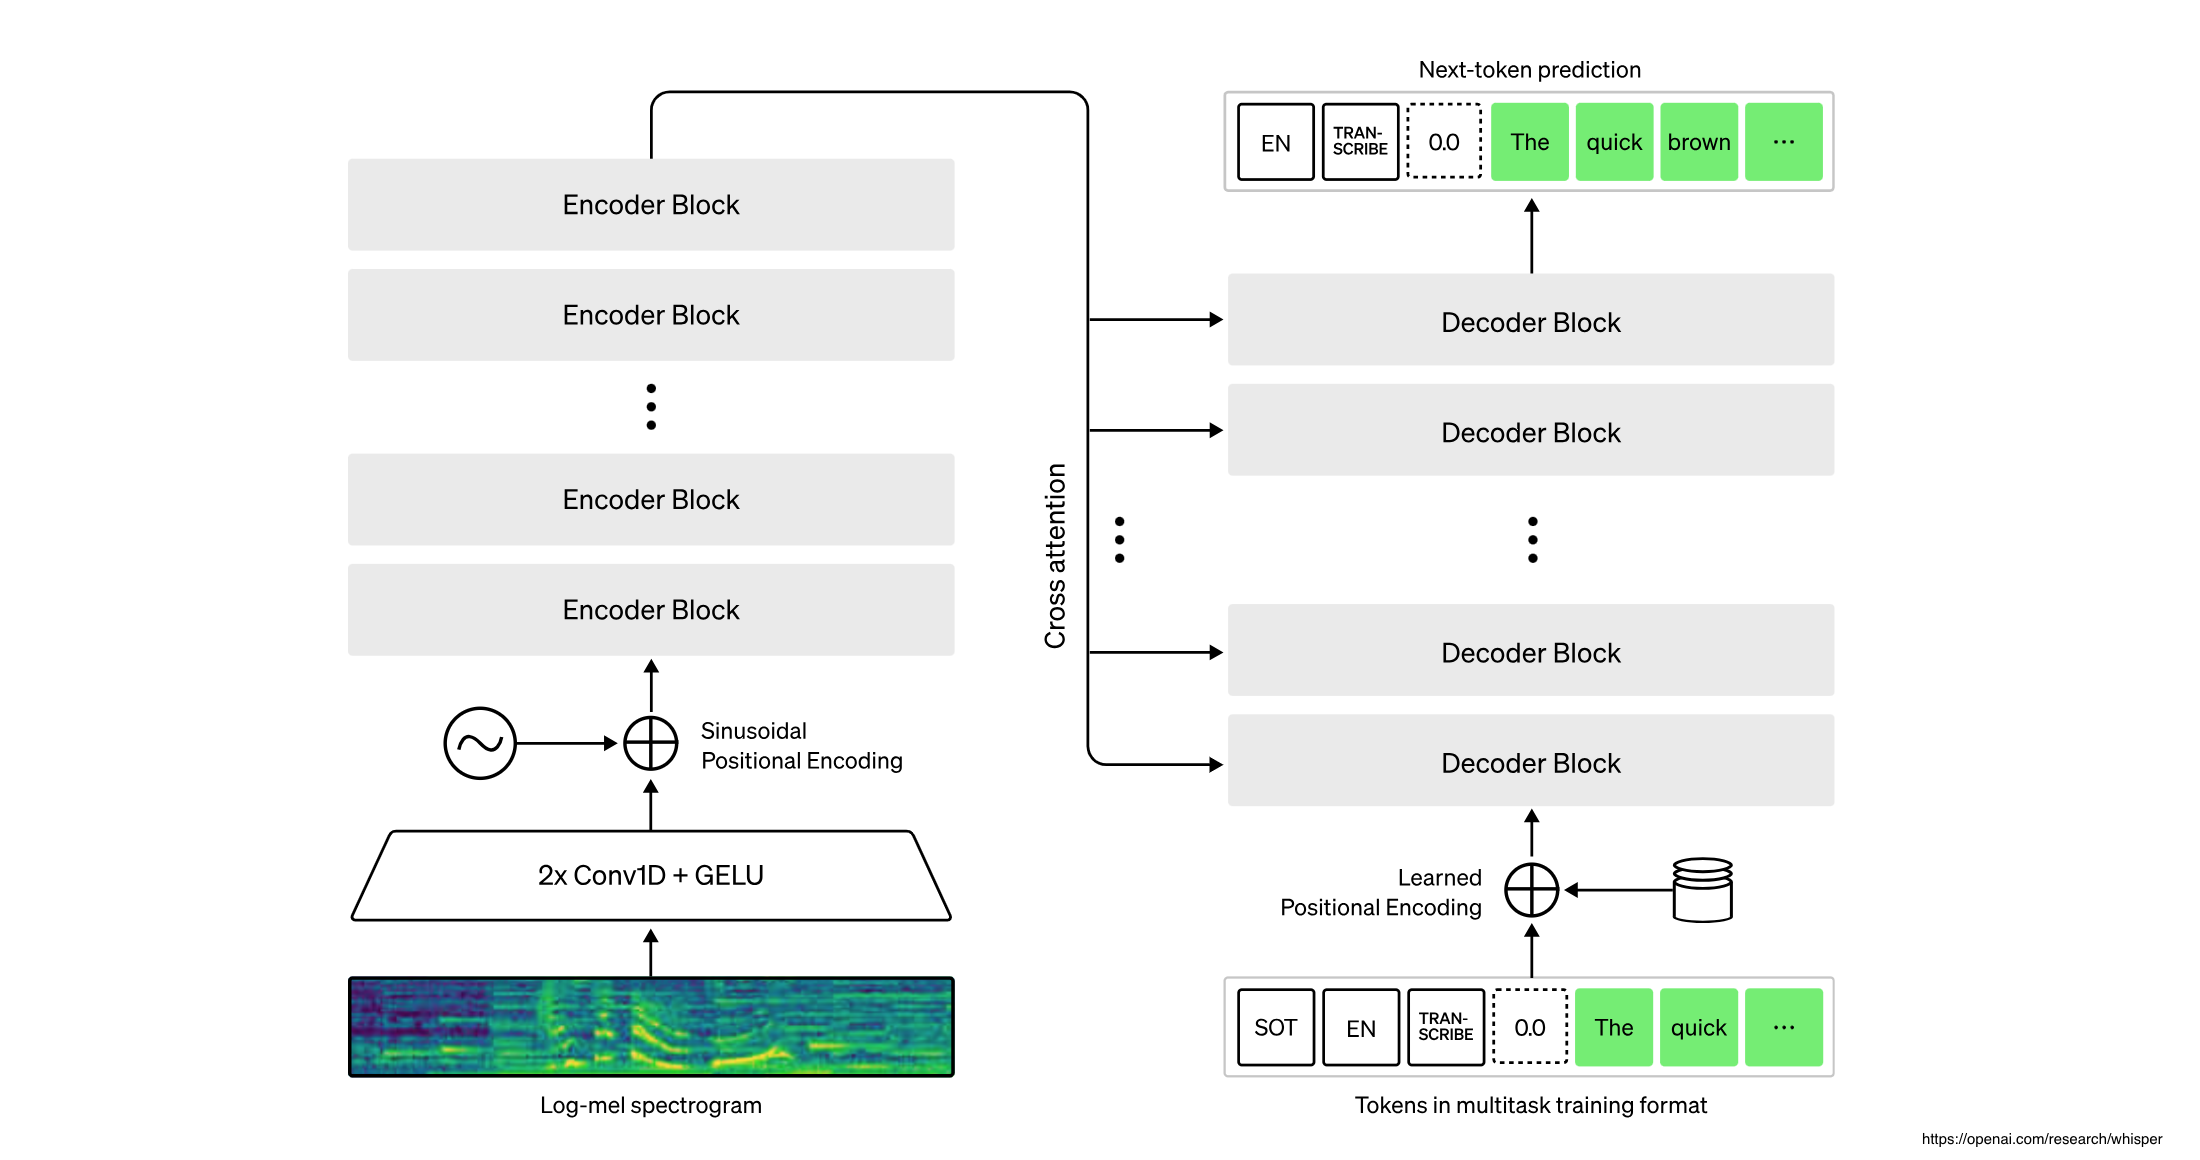 Next-token prediction
EN TRAN-SCRIBE 0.0 The quick brown ...
Encoder Block
Encoder Block
Encoder Block
Encoder Block
Sinusoidal
Positional Encoding
2x Conv1D + GELU
Log-mel spectrogram
Cross attention
Decoder Block
Decoder Block
Decoder Block
Decoder Block
Learned
Positional Encoding
SOT EN TRAN-SCRIBE 0.0 The quick ...
Tokens in multitask training format
https://openai.com/research/whisper